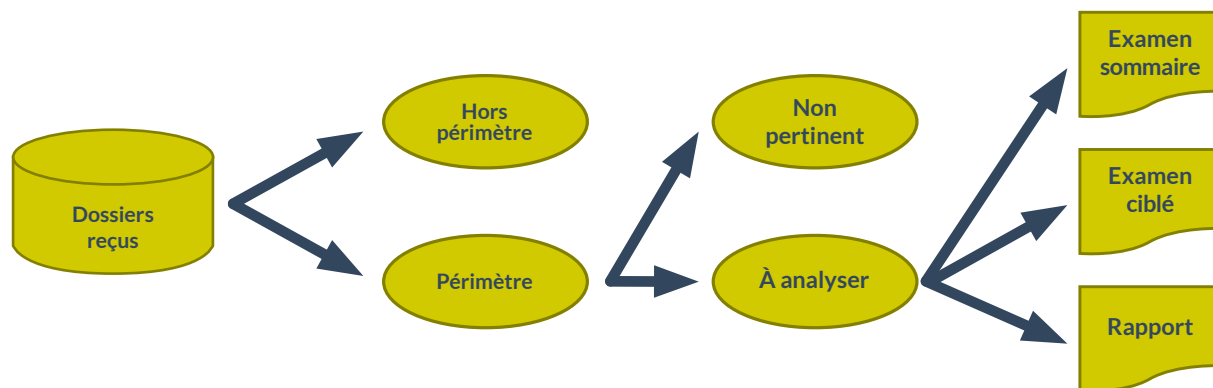 Dossiers
reçus
Hors
périmètre
Périmètre
Non
pertinent
À analyser
Examen
sommaire
Examen
ciblé
Rapport